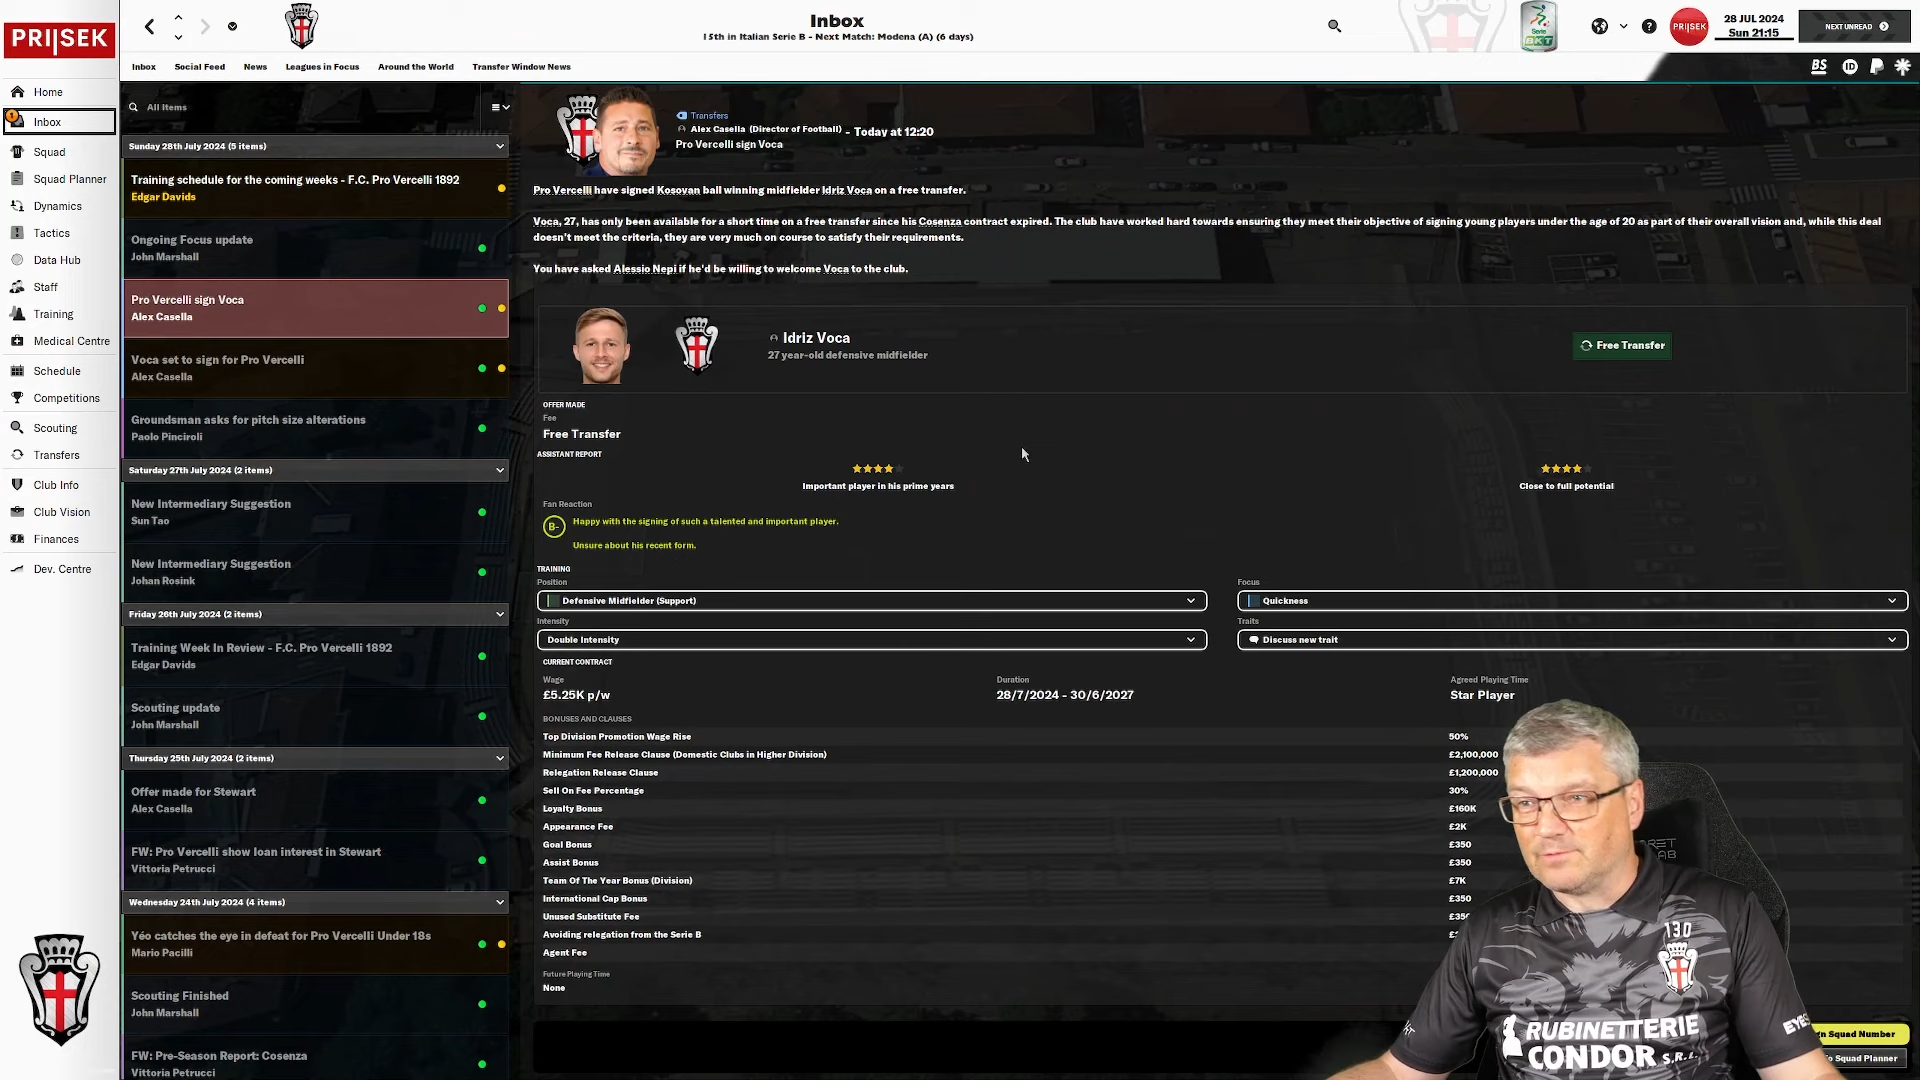 PRIJSEK
Home
1
Inbox
Squad
Squad Planner
Dynamics
Tactics
Data Hub
Staff
Training
Medical Centre
Schedule
Competitions
Scouting
Transfers
Club Info
Club Vision
Finances
Dev. Centre
Inbox
15th in Italian Serie B - Next Match: Modena (A) (6 days)
Serie
BKT
PRIJSEK
28 JUL 2024
Sun 21:15
NEXT UNREAD
Inbox
Social Feed
News
Leagues in Focus
Around the World
Transfer Window News
BS
ID
All Items
Sunday 28th July 2024 (5 items)
Training schedule for the coming weeks - F.C. Pro Vercelli 1892
Edgar Davids
Ongoing Focus update
John Marshall
Pro Vercelli sign Voca
Alex Casella
Voca set to sign for Pro Vercelli
Alex Casella
Groundsman asks for pitch size alterations
Paolo Pinciroli
Saturday 27th July 2024 (2 items)
New Intermediary Suggestion
Sun Tao
New Intermediary Suggestion
Johan Rosink
Friday 26th July 2024 (2 items)
Training Week In Review - F.C. Pro Vercelli 1892
Edgar Davids
Scouting update
John Marshall
Thursday 25th July 2024 (2 items)
Offer made for Stewart
Alex Casella
FW: Pro Vercelli show loan interest in Stewart
Vittoria Petrucci
Wednesday 24th July 2024 (4 items)
Yéo catches the eye in defeat for Pro Vercelli Under 18s
Mario Pacilli
Scouting Finished
John Marshall
FW: Pre-Season Report: Cosenza
Vittoria Petrucci
Transfers
Alex Casella (Director of Football) - Today at 12:20
Pro Vercelli sign Voca
Pro Vercelli have signed Kosovan ball winning midfielder Idriz Voca on a free transfer.
Voca, 27, has only been available for a short time on a free transfer since his Cosenza contract expired. The club have worked hard towards ensuring they meet their objective of signing young players under the age of 20 as part of their overall vision and, while this deal
doesn't meet the criteria, they are very much on course to satisfy their requirements.
You have asked Alessio Nepi if he'd be willing to welcome Voca to the club.
Idriz Voca
27 year-old defensive midfielder
Free Transfer
OFFER MADE
Fee
Free Transfer
ASSISTANT REPORT
Important player in his prime years
Close to full potential
Fan Reaction
B-
Happy with the signing of such a talented and important player.
Unsure about his recent form.
TRAINING
Position
Defensive Midfielder (Support)
Focus
Quickness
Intensity
Double Intensity
Traits
Discuss new trait
CURRENT CONTRACT
Wage
£5.25K p/w
Duration
28/7/2024 - 30/6/2027
Agreed Playing Time
Star Player
BONUSES AND CLAUSES
Top Division Promotion Wage Rise 50%
Minimum Fee Release Clause (Domestic Clubs in Higher Division) £2,100,000
Relegation Release Clause £1,200,000
Sell On Fee Percentage 30%
Loyalty Bonus £160K
Appearance Fee £2K
Goal Bonus £350
Assist Bonus £350
Team Of The Year Bonus (Division) £7K
International Cap Bonus £350
Unused Substitute Fee
Avoiding relegation from the Serie B
Agent Fee
Future Playing Time
None
130
RUBINETTERIE
CONDOR S.R.L.
Squad Number
To Squad Planner